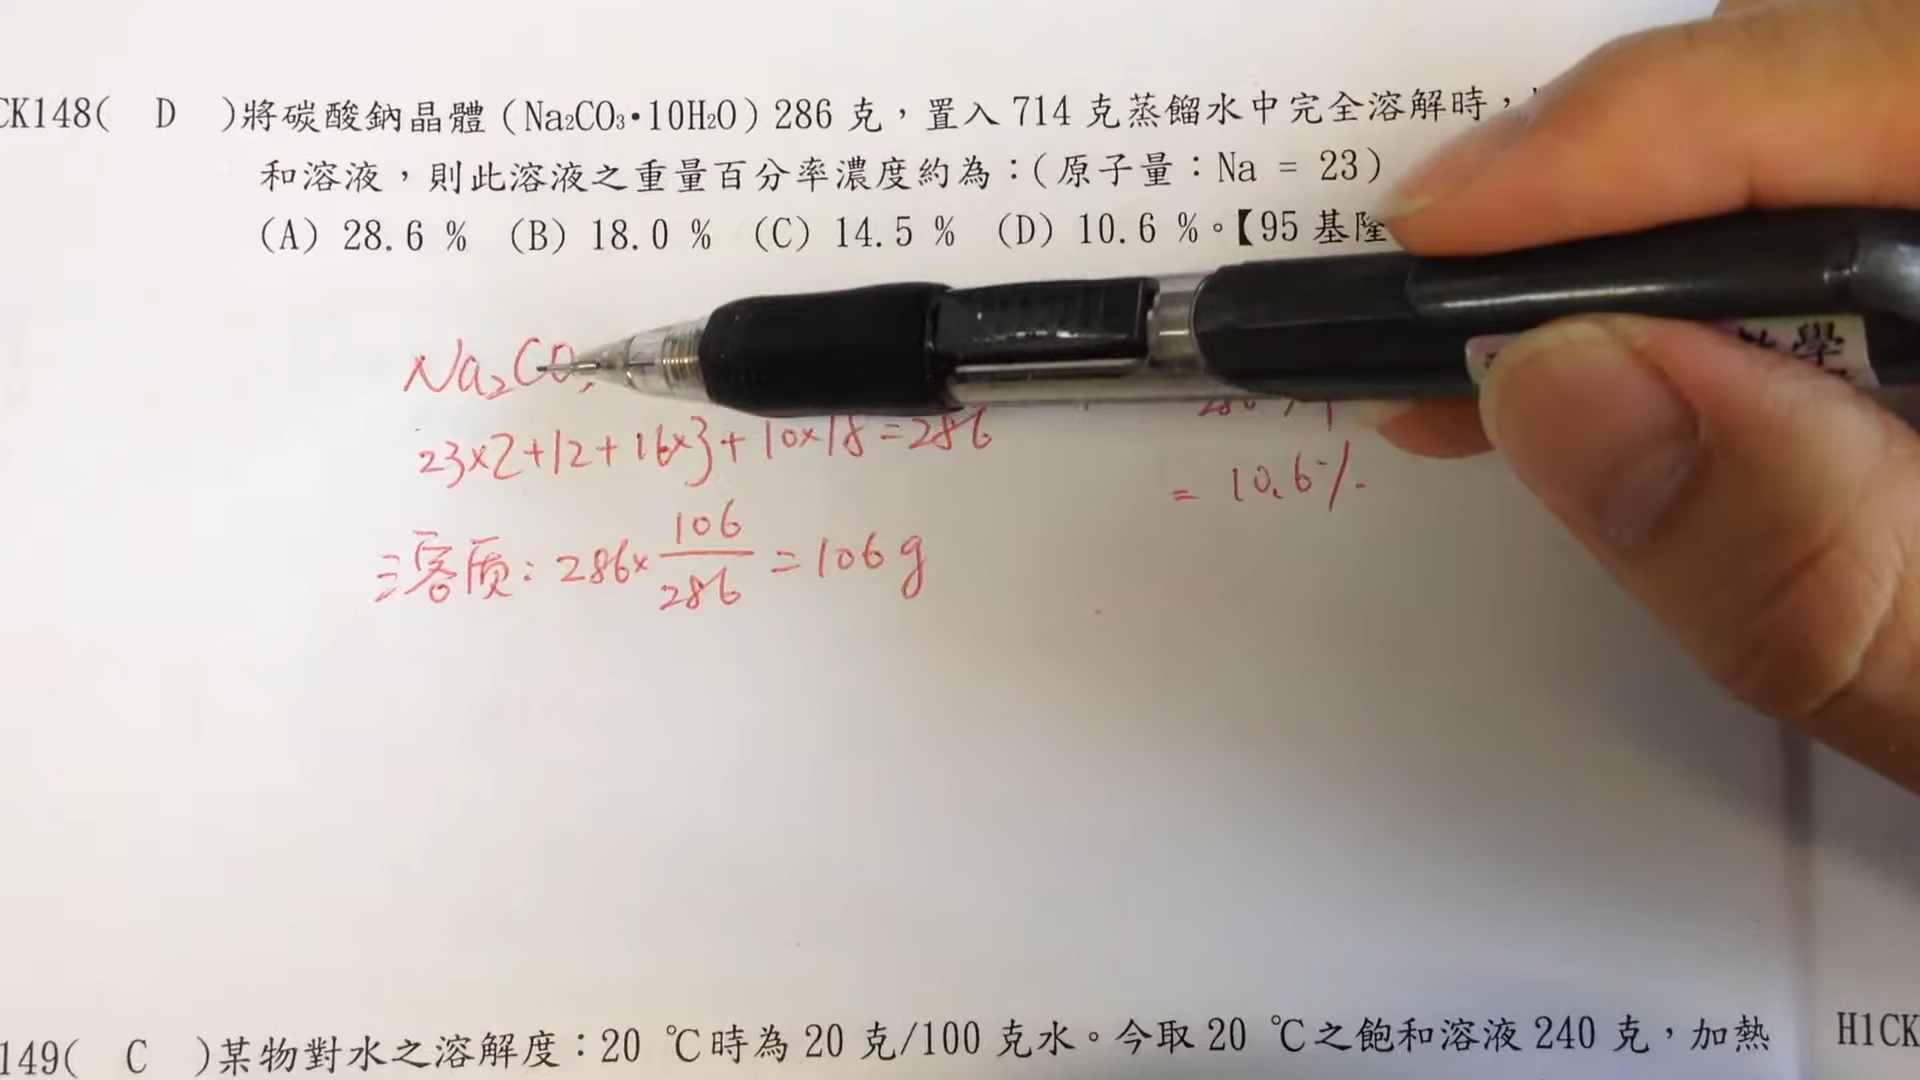 CK148( D )將碳酸鈉晶體(Na₂CO₃•10H₂O)286 克，置入 714 克蒸餾水中完全溶解時，
和溶液，則此溶液之重量百分率濃度約為：(原子量：Na = 23)
(A) 28.6 % (B) 18.0 % (C) 14.5 % (D) 10.6 %。【95 基隆
Na₂CO
23×2+12+16×3+10×18=286
= 10.6%
溶质: 286× 106/286 = 106 g
教學
149( C )某物對水之溶解度：20 ℃時為 20 克/100 克水。今取 20 ℃之飽和溶液 240 克，加熱
H1CK